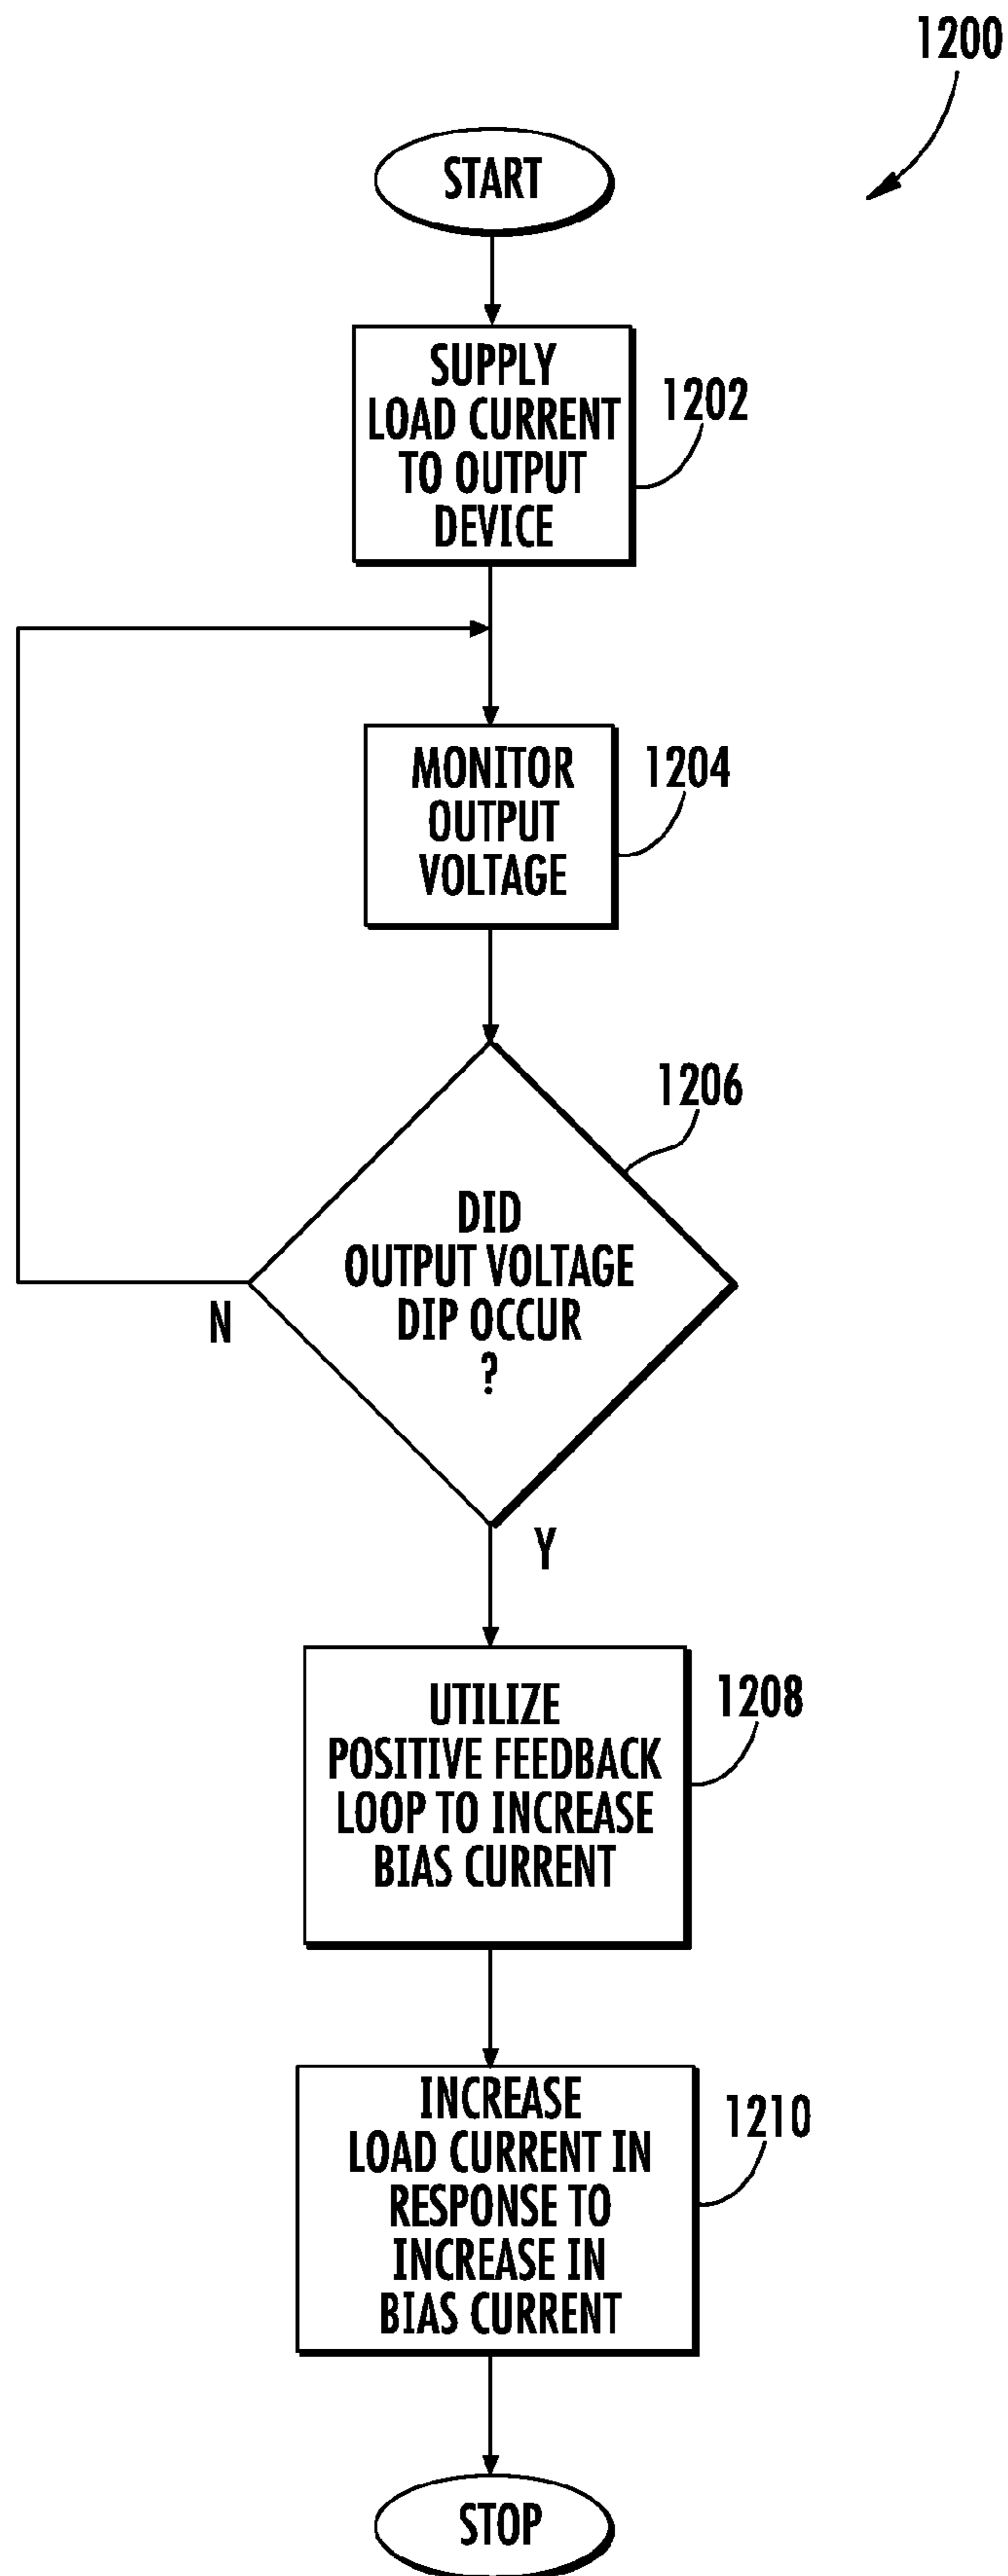 1200
START
SUPPLY
LOAD CURRENT
TO OUTPUT
DEVICE
1202
MONITOR
OUTPUT
VOLTAGE
1204
1206
DID
OUTPUT VOLTAGE
DIP OCCUR
?
N
Y
UTILIZE
POSITIVE FEEDBACK
LOOP TO INCREASE
BIAS CURRENT
1208
INCREASE
LOAD CURRENT IN
RESPONSE TO
INCREASE IN
BIAS CURRENT
1210
STOP